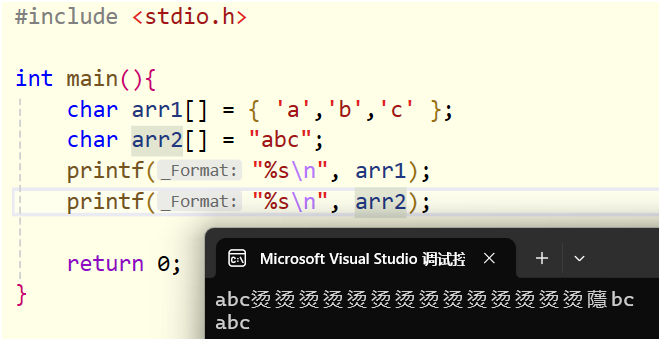 #include <stdio.h>
int main(){
char arr1[] = { 'a','b','c' };
char arr2[] = "abc";
printf(_Format: "%s\n", arr1);
printf(_Format: "%s\n", arr2);
return 0;
}
Microsoft Visual Studio 调试控
abc烫烫烫烫烫烫烫烫烫烫烫烫烫烫蘟bc
abc